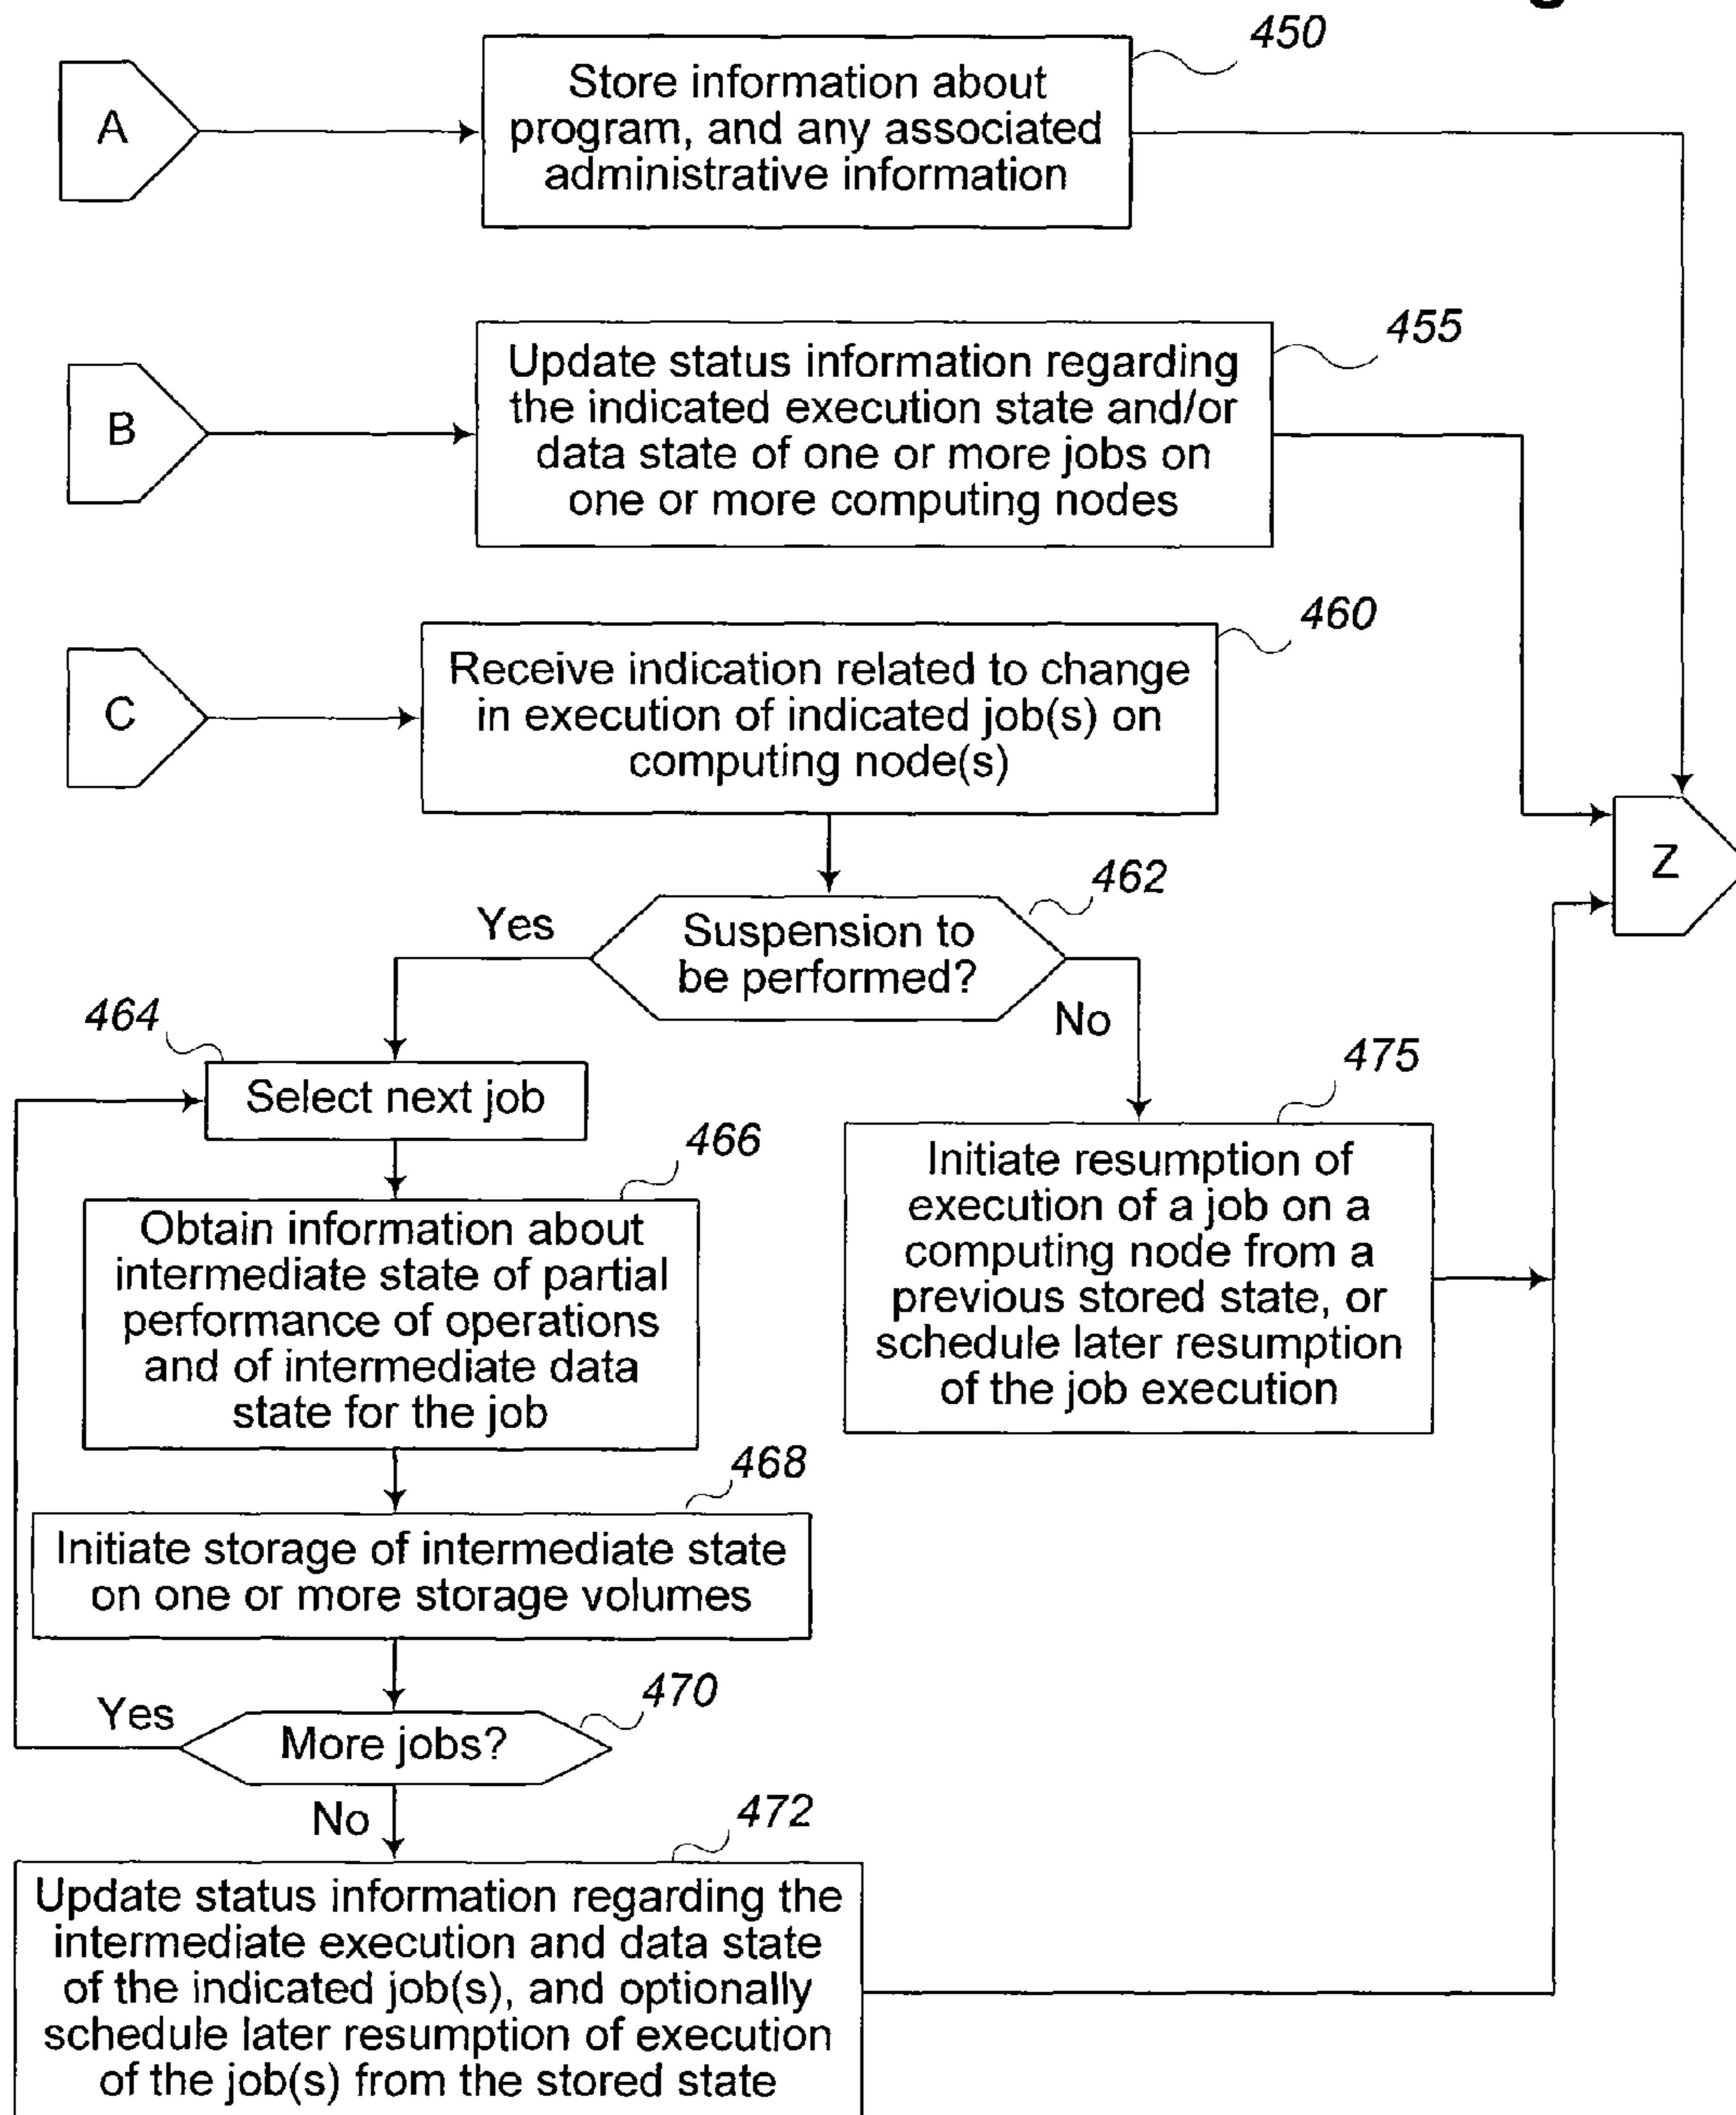 450
A
Store information about
program, and any associated
administrative information
455
B
Update status information regarding
the indicated execution state and/or
data state of one or more jobs on
one or more computing nodes
460
C
Receive indication related to change
in execution of indicated job(s) on
computing node(s)
Z
462
Yes
Suspension to
be performed?
No
464
Select next job
475
466
Initiate resumption of
execution of a job on a
computing node from a
previous stored state, or
schedule later resumption
of the job execution
Obtain information about
intermediate state of partial
performance of operations
and of intermediate data
state for the job
468
Initiate storage of intermediate state
on one or more storage volumes
470
Yes
More jobs?
No
472
Update status information regarding the
intermediate execution and data state
of the indicated job(s), and optionally
schedule later resumption of execution
of the job(s) from the stored state